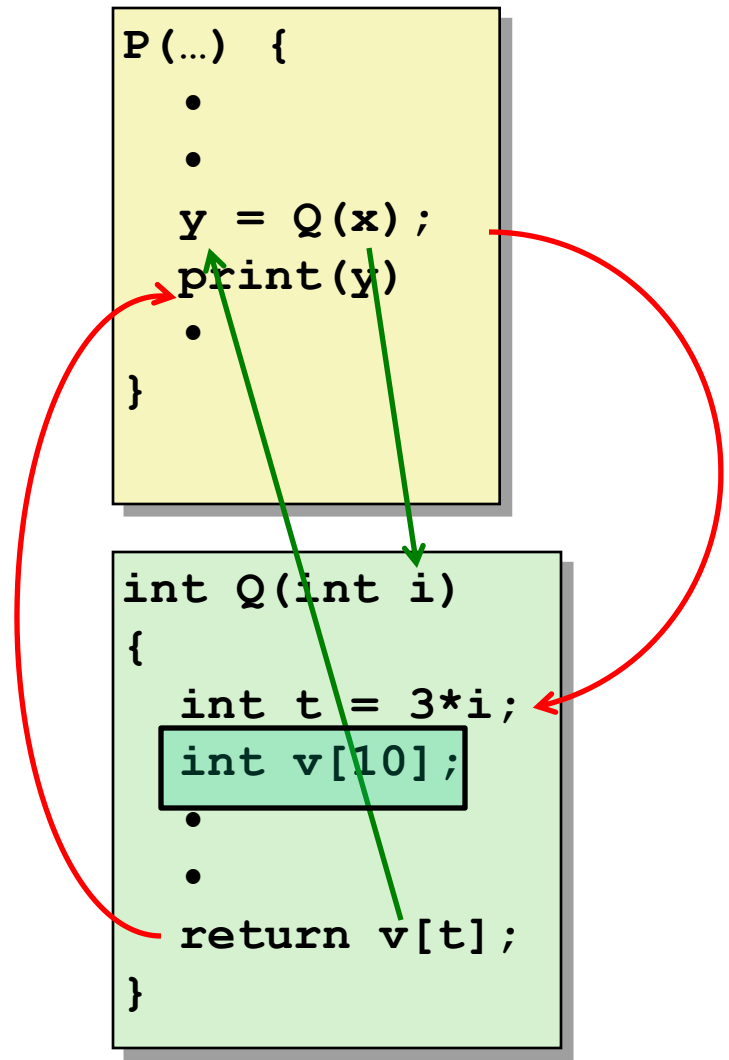 P(…) {
•
•
y = Q(x);
print(y)
•
}
int Q(int i)
{
int t = 3*i;
int v[10];
•
•
return v[t];
}